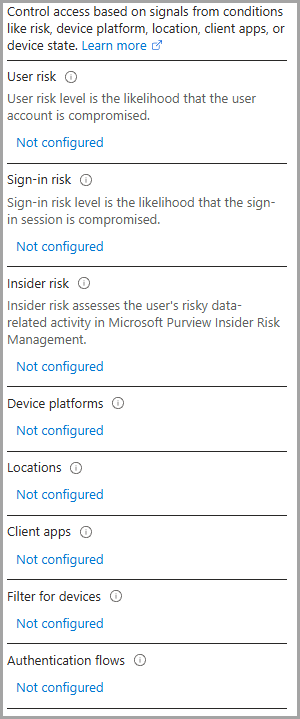 Control access based on signals from conditions
like risk, device platform, location, client apps, or
device state. Learn more
User risk
User risk level is the likelihood that the user
account is compromised.
Not configured
Sign-in risk
Sign-in risk level is the likelihood that the sign-
in session is compromised.
Not configured
Insider risk
Insider risk assesses the user's risky data-
related activity in Microsoft Purview Insider Risk
Management.
Not configured
Device platforms
Not configured
Locations
Not configured
Client apps
Not configured
Filter for devices
Not configured
Authentication flows
Not configured